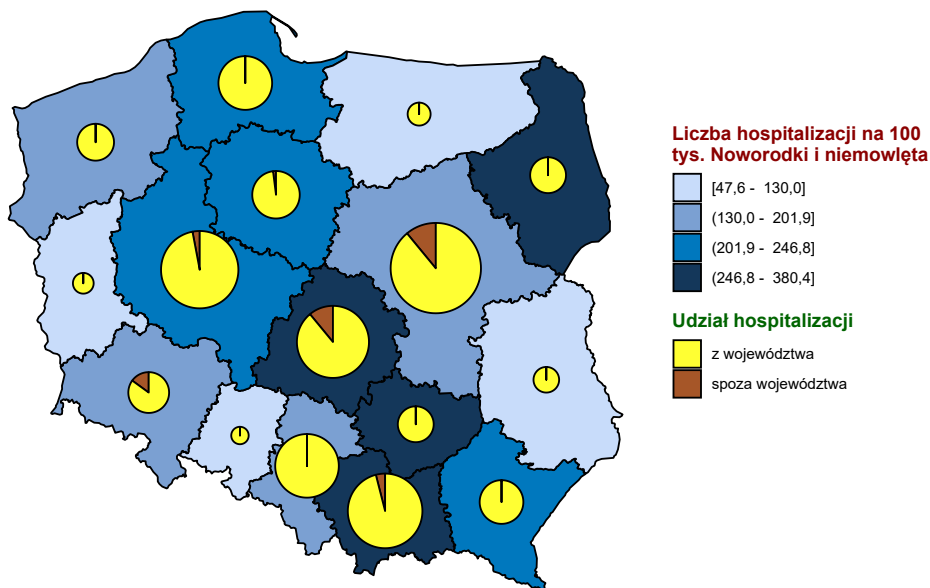 Liczba hospitalizacji na 100
tys. Noworodki i niemowlęta
[47,6 - 130,0]
(130,0 - 201,9]
(201,9 - 246,8]
(246,8 - 380,4]
Udział hospitalizacji
z województwa
spoza województwa